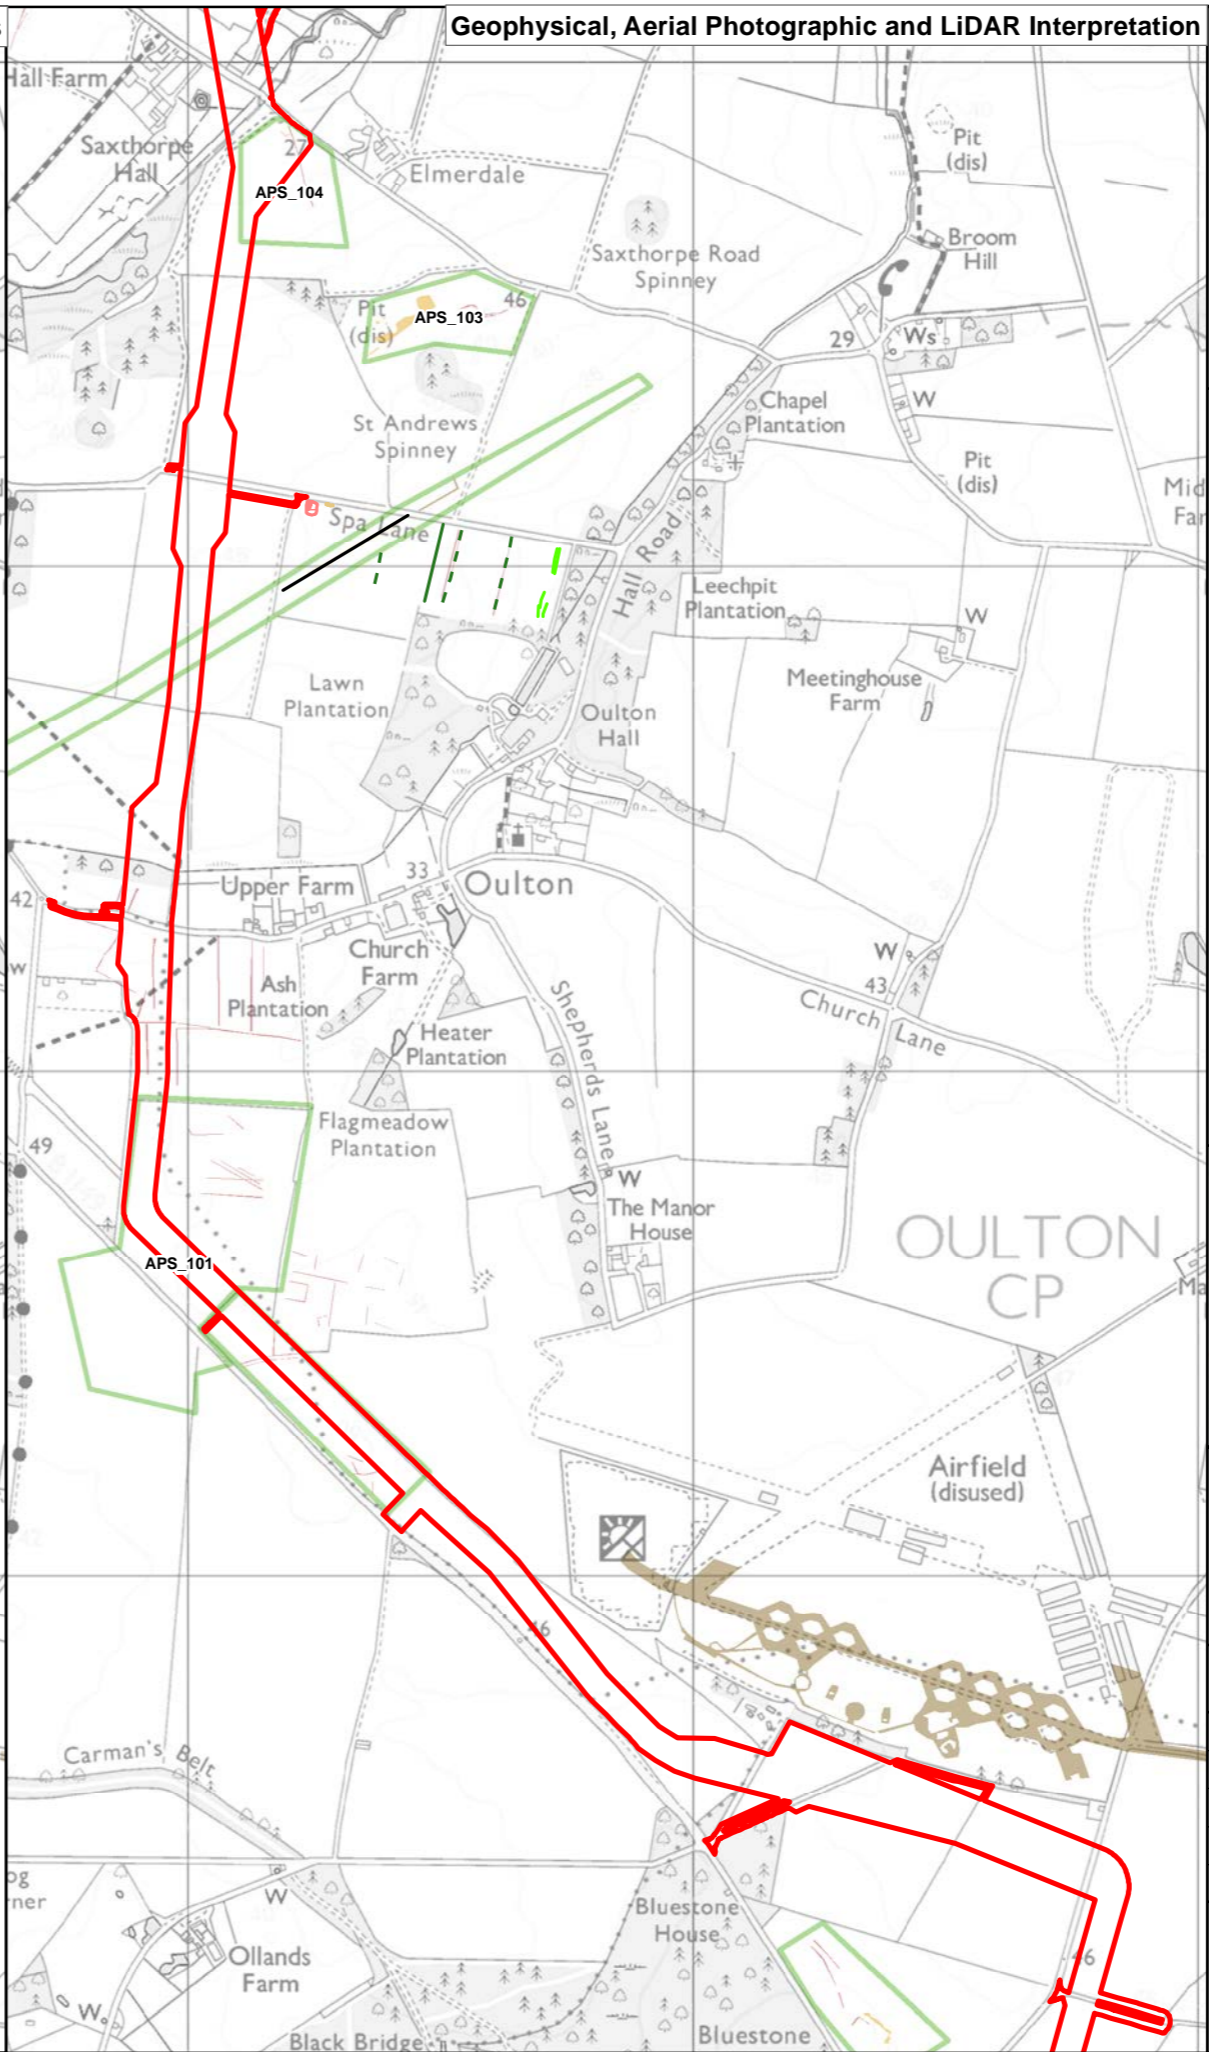 Geophysical, Aerial Photographic and LiDAR Interpretation
Hall Farm
Saxthorpe
Hall
27
APS_104
Elmerdale
Pit
(dis)
Broom
Hill
Saxthorpe Road
Spinney
46
Pit
(dis)
APS_103
29
Ws
W
St Andrews
Spinney
Chapel
Plantation
Pit
(dis)
Mid
Far
Spa Lane
Hall Road
Leechpit
Plantation
W
Meetinghouse
Farm
Lawn
Plantation
Oulton
Hall
33
Upper Farm
Oulton
42
Church
Farm
W
43
W
Ash
Plantation
Shepherds Lane
Church Lane
Heater
Plantation
Flagmeadow
Plantation
49
B1149
W
The Manor
House
OULTON
CP
APS_101
Ma
Airfield
(disused)
46
Carman's Belt
W
Bluestone
House
Ollands
Farm
46
W
Black Bridge
Bluestone